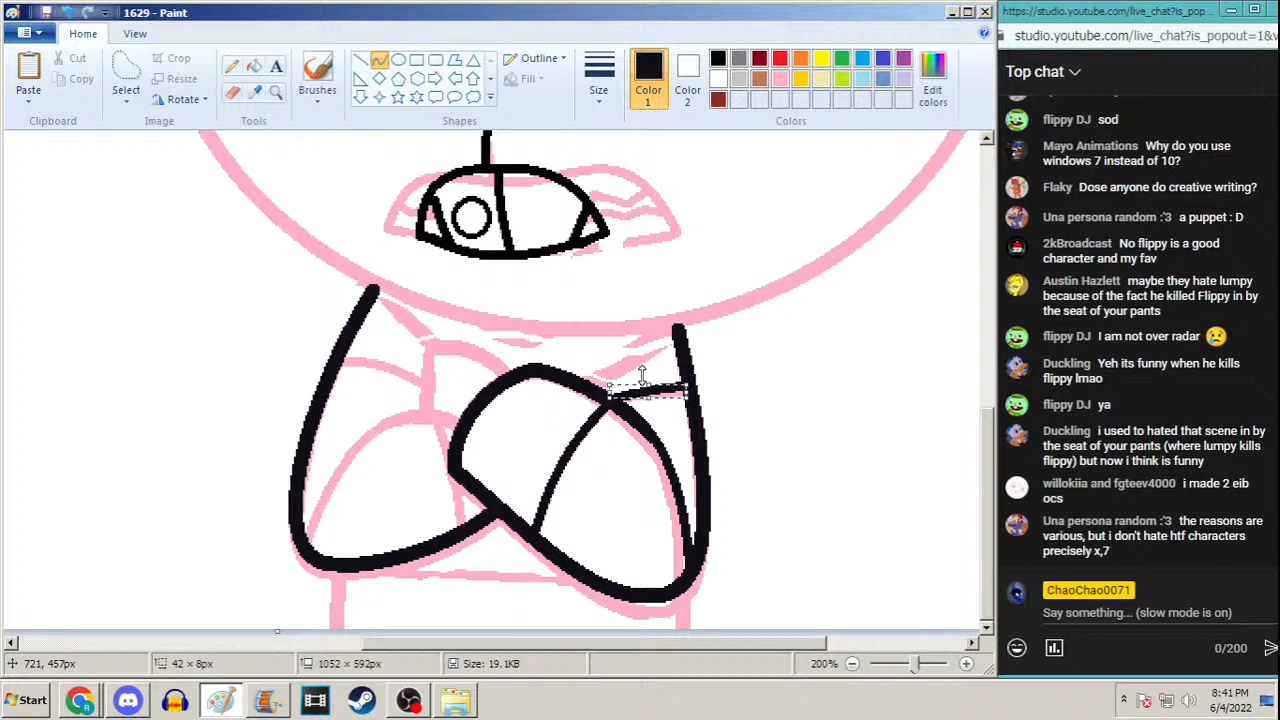 1629 - Paint
https://studio.youtube.com/live_chat?is_pop...
studio.youtube.com/live_chat?is_popout=1&v
Home
View
Paste
Cut
Copy
Clipboard
Select
Crop
Resize
Rotate
Image
A
Tools
Brushes
Outline
Fill
Shapes
Size
Color
1
Color
2
Edit
colors
Colors
Top chat
flippy DJ sod
Mayo Animations Why do you use
windows 7 instead of 10?
Flaky Dose anyone do creative writing?
Una persona random :'3 a puppet : D
2kBroadcast No flippy is a good
character and my fav
Austin Hazlett maybe they hate lumpy
because of the fact he killed Flippy in by
the seat of your pants
flippy DJ I am not over radar 😢
Duckling Yeh its funny when he kills
flippy lmao
flippy DJ ya
Duckling i used to hated that scene in by
the seat of your pants (where lumpy kills
flippy) but now i think is funny
willokiia and fgteev4000 i made 2 eib
ocs
Una persona random :'3 the reasons are
various, but i don't hate htf characters
precisely x,7
ChaoChao0071
Say something... (slow mode is on)
0/200
721, 457px
42 × 8px
1052 × 592px
Size: 19.1KB
200%
Start
8:41 PM
6/4/2022